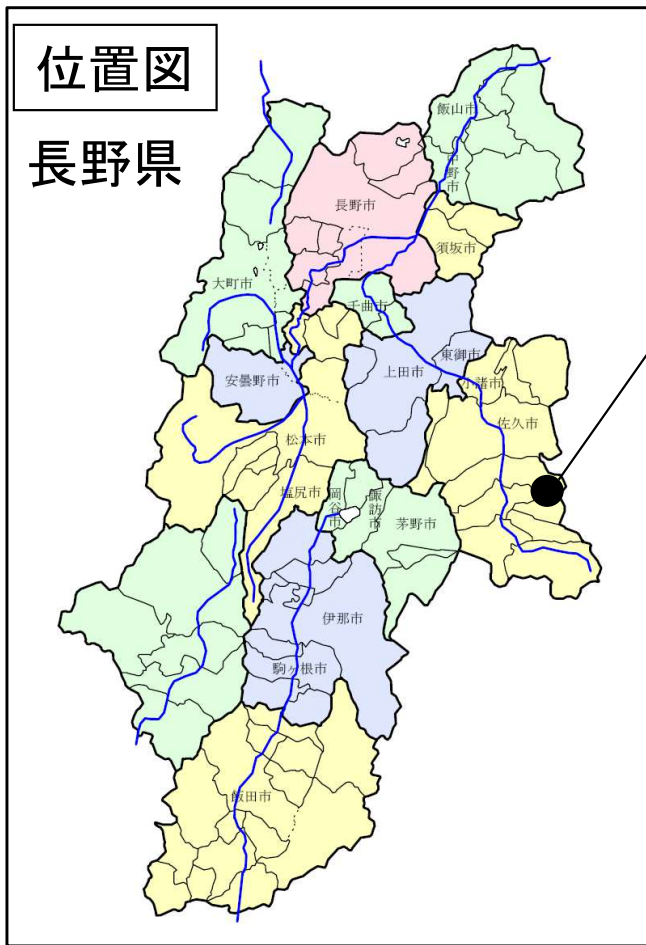 位置図
長野県
飯山市
中野市
長野市
須坂市
大町市
千曲市
東御市
上田市
小諸市
安曇野市
佐久市
松本市
塩尻市
岡谷市
諏訪市
茅野市
伊那市
駒ヶ根市
飯田市